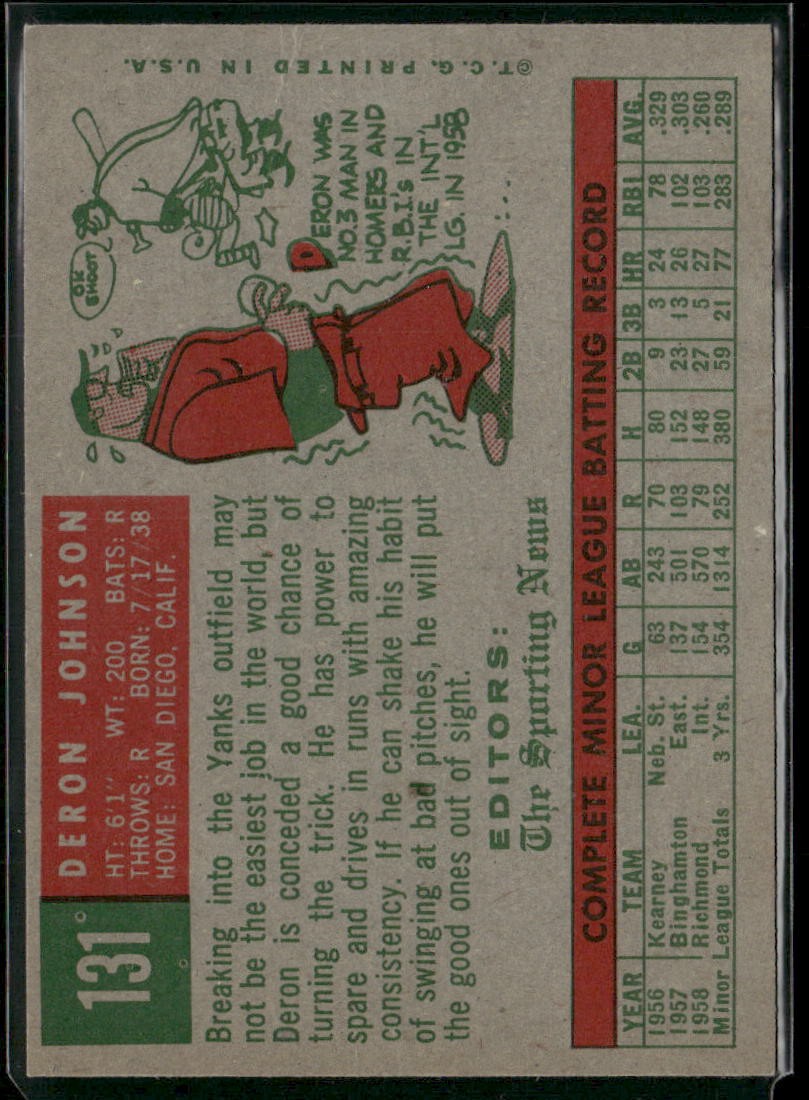 131
DERON JOHNSON
HT: 6'1" WT: 200 BATS: R
THROWS: R BORN: 7/17/38
HOME: SAN DIEGO, CALIF.
Breaking into the Yanks outfield may
not be the easiest job in the world, but
Deron is conceded a good chance of
turning the trick. He has power to
spare and drives in runs with amazing
consistency. If he can shake his habit
of swinging at bad pitches, he will put
the good ones out of sight.
EDITORS:
The Sporting News
OK
SHOOT
DERON WAS
NO.3 MAN IN
HOMERS AND
R.B.I.'s IN
THE INT'L
LG. IN 1958
©T.C.G. PRINTED IN U.S.A.
COMPLETE MINOR LEAGUE BATTING RECORD
YEAR TEAM LEA. G AB R H 2B 3B HR RBI AVG.
1956 Kearney Neb. St. 63 243 70 80 9 3 24 78 .329
1957 Binghamton East. 137 501 103 152 23 13 26 102 .303
1958 Richmond Int. 154 570 79 148 27 5 27 103 .260
Minor League Totals 3 Yrs. 354 1314 252 380 59 21 77 283 .289